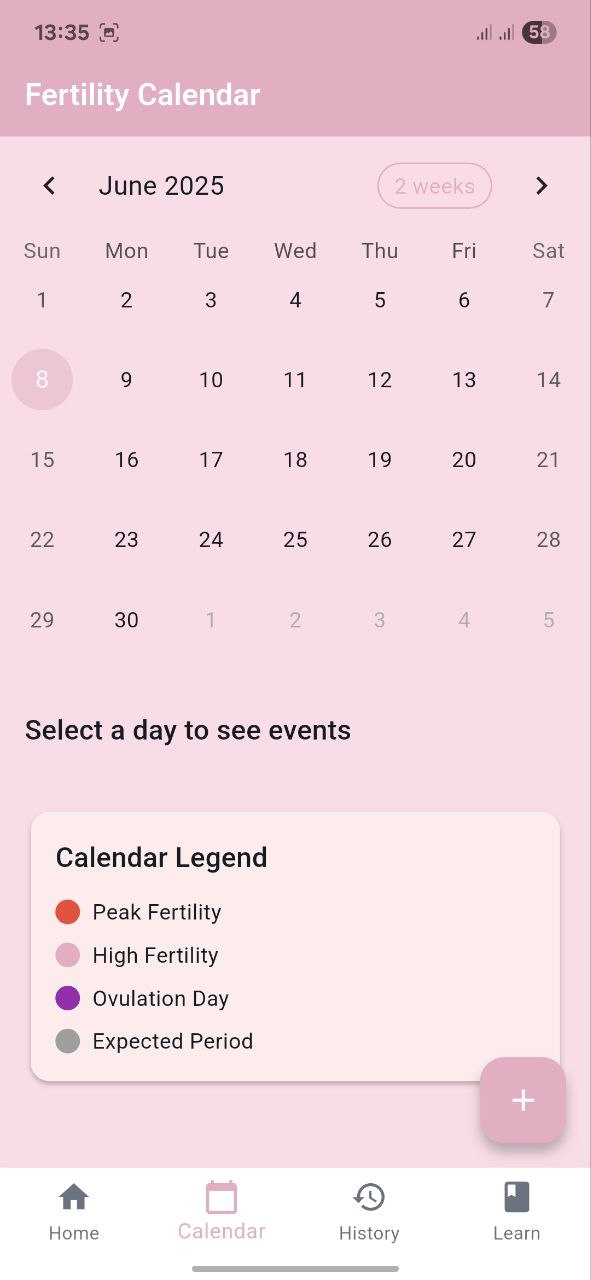 13:35 58
Fertility Calendar
June 2025 2 weeks
Sun Mon Tue Wed Thu Fri Sat
1 2 3 4 5 6 7
8 9 10 11 12 13 14
15 16 17 18 19 20 21
22 23 24 25 26 27 28
29 30 1 2 3 4 5
Select a day to see events
Calendar Legend
Peak Fertility
High Fertility
Ovulation Day
Expected Period
+
Home Calendar History Learn